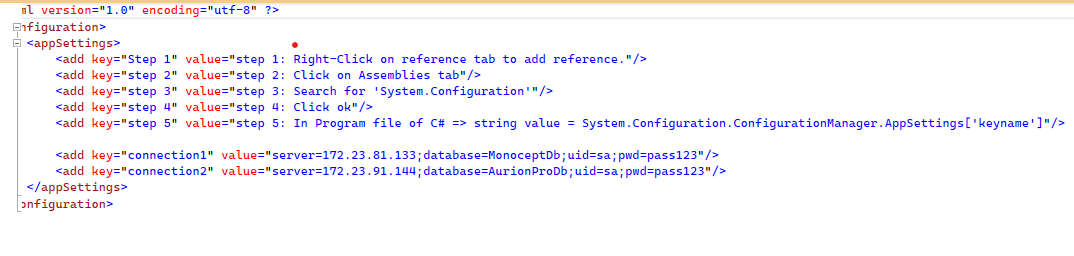 ml version="1.0" encoding="utf-8" ?>
nfiguration>
<appSettings>
<add key="Step 1" value="step 1: Right-Click on reference tab to add reference."/>
<add key="step 2" value="step 2: Click on Assemblies tab"/>
<add key="step 3" value="step 3: Search for 'System.Configuration'"/>
<add key="step 4" value="step 4: Click ok"/>
<add key="step 5" value="step 5: In Program file of C# => string value = System.Configuration.ConfigurationManager.AppSettings['keyname']"/>
<add key="connection1" value="server=172.23.81.133;database=MonoceptDb;uid=sa;pwd=pass123"/>
<add key="connection2" value="server=172.23.91.144;database=AurionProDb;uid=sa;pwd=pass123"/>
</appSettings>
onfiguration>